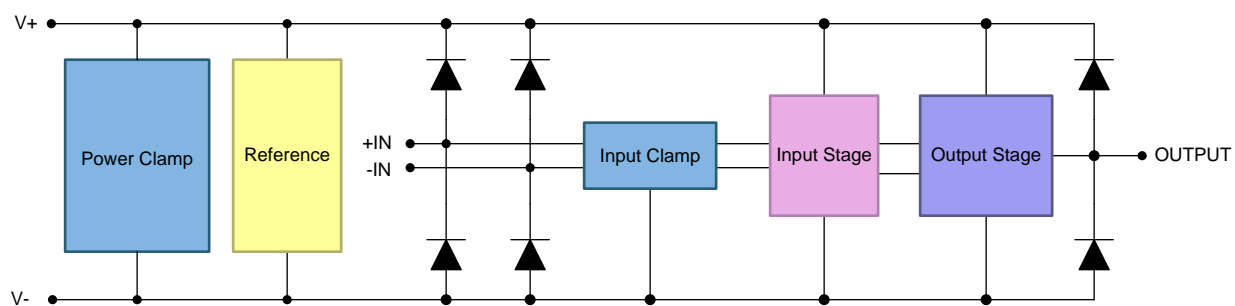 V+
Power Clamp
Reference
+IN
-IN
Input Clamp
Input Stage
Output Stage
OUTPUT
V-